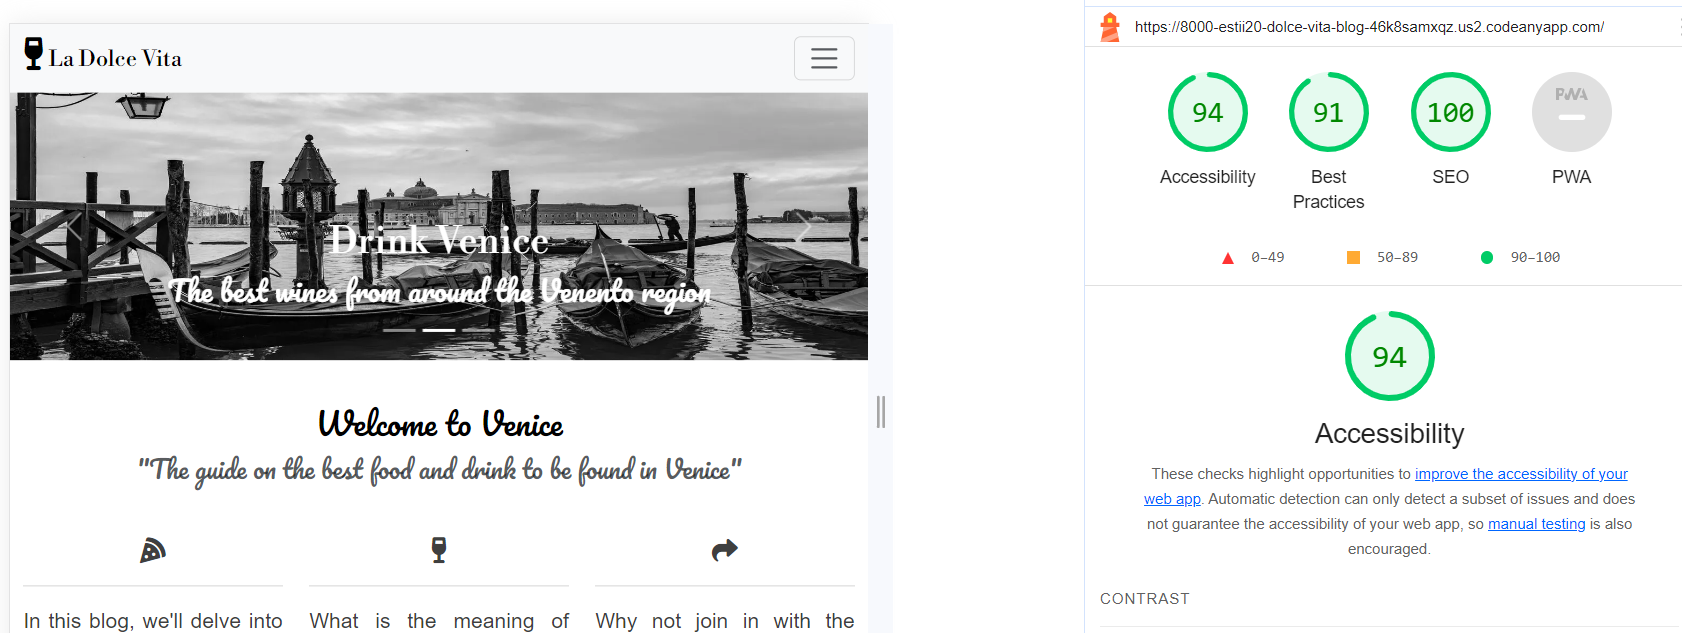 La Dolce Vita
Drink Venice
The best wines from around the Venento region
Welcome to Venice
"The guide on the best food and drink to be found in Venice"
In this blog, we'll delve into
What is the meaning of
Why not join in with the
https://8000-estii20-dolce-vita-blog-46k8samxqz.us2.codeanyapp.com/
94
91
100
PWA
Accessibility
Best
Practices
SEO
PWA
0–49
50–89
90–100
94
Accessibility
These checks highlight opportunities to improve the accessibility of your
web app. Automatic detection can only detect a subset of issues and does
not guarantee the accessibility of your web app, so manual testing is also
encouraged.
CONTRAST